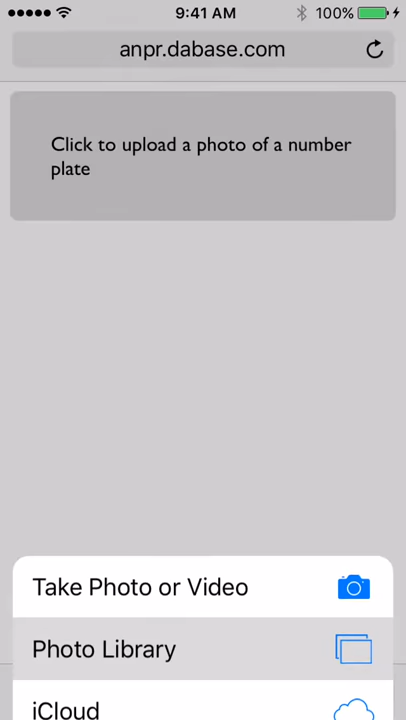 9:41 AM
100%
anpr.dabase.com
Click to upload a photo of a number
plate
Take Photo or Video
Photo Library
iCloud